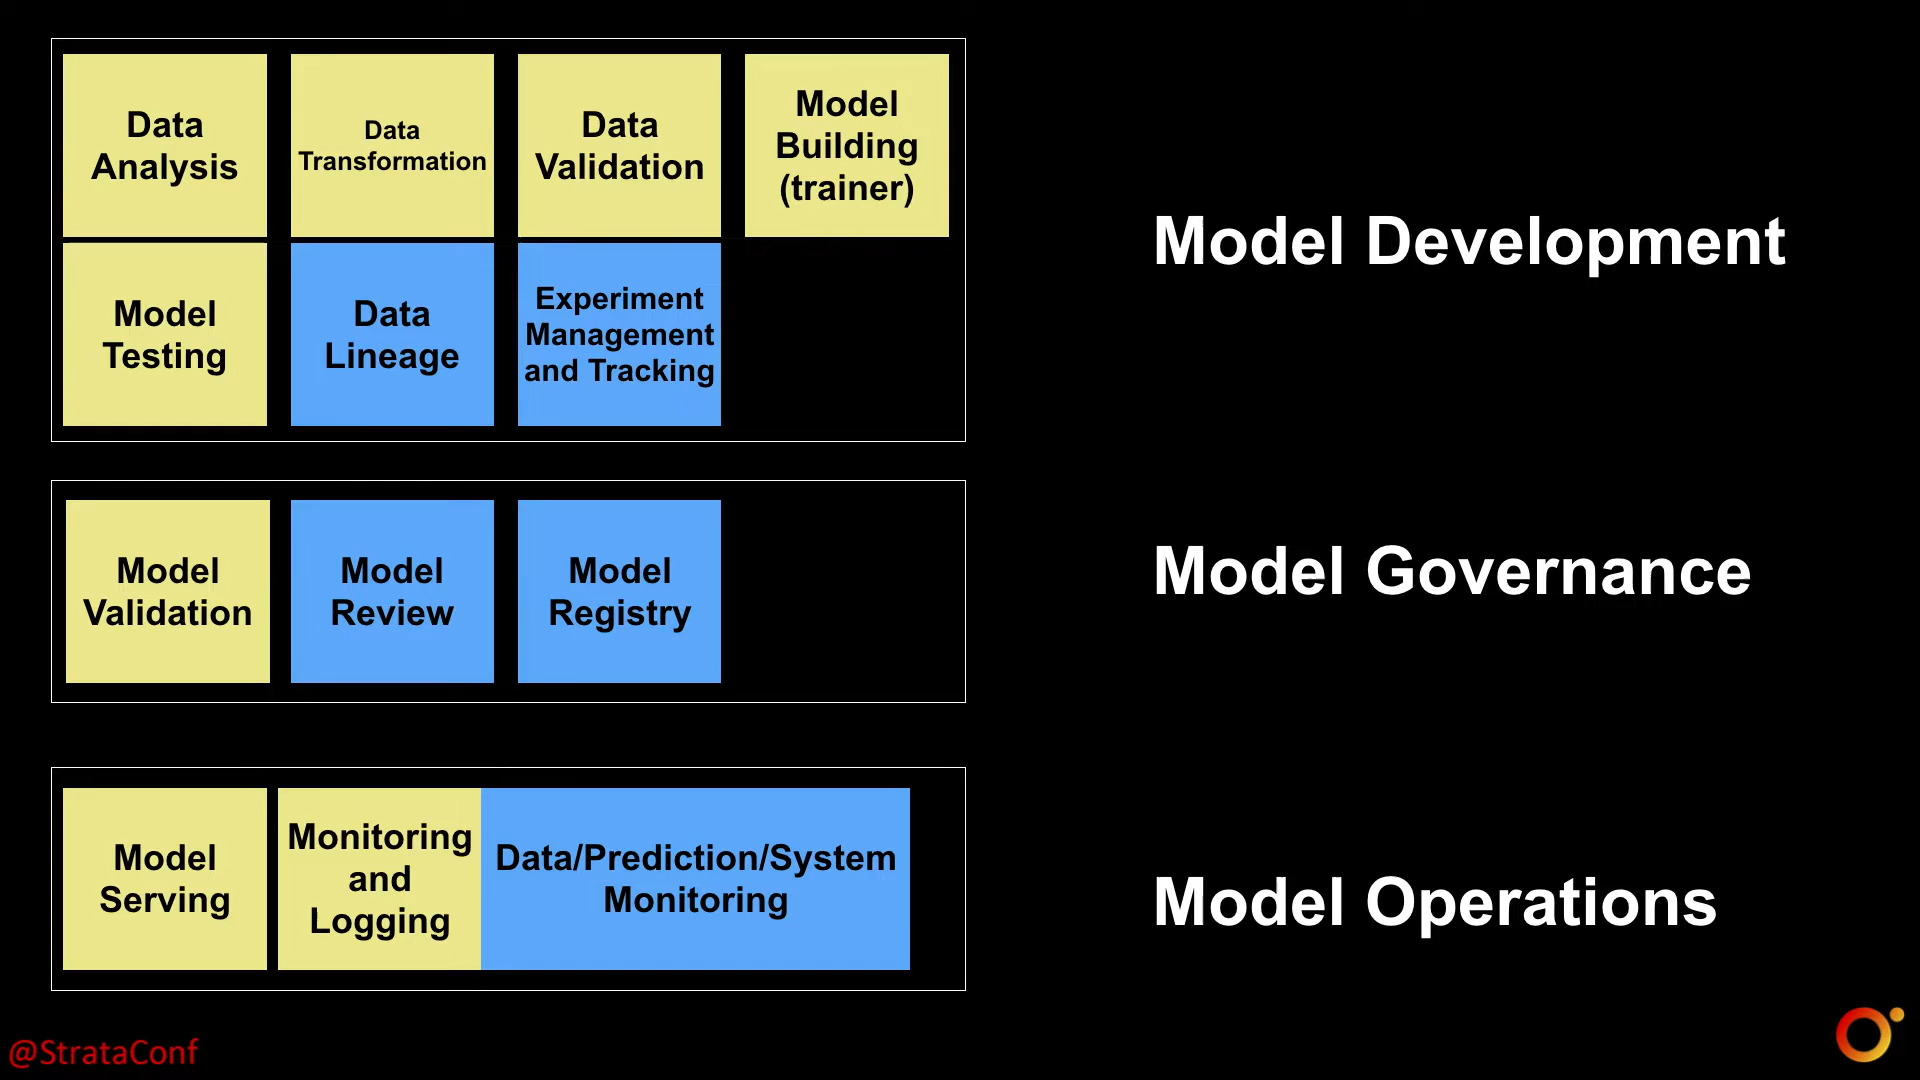 Data
Analysis
Data
Transformation
Data
Validation
Model
Building
(trainer)
Model
Testing
Data
Lineage
Experiment
Management
and Tracking
Model Development
Model
Validation
Model
Review
Model
Registry
Model Governance
Model
Serving
Monitoring
and
Logging
Data/Prediction/System
Monitoring
Model Operations
@StrataConf